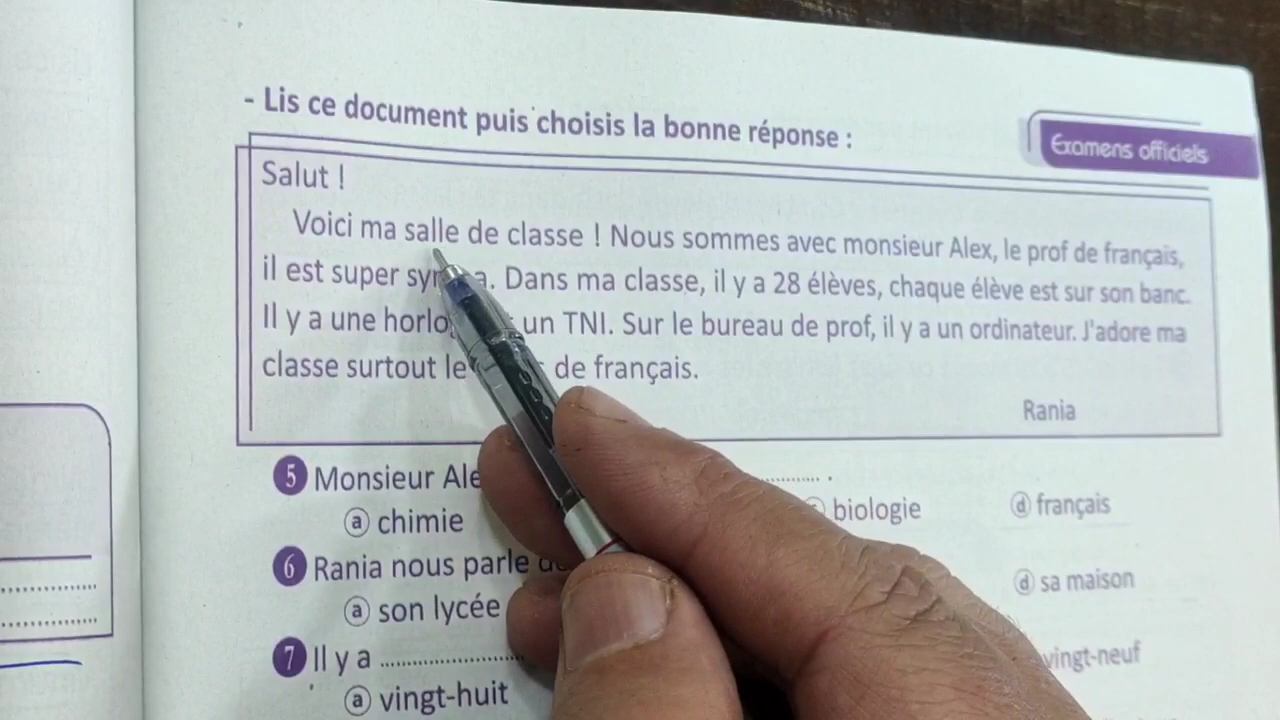 - Lis ce document puis choisis la bonne réponse :
Examens officiels
Salut !
Voici ma salle de classe ! Nous sommes avec monsieur Alex, le prof de français,
il est super sympa. Dans ma classe, il y a 28 élèves, chaque élève est sur son banc.
Il y a une un TNI. Sur le bureau de prof, il y a un ordinateur. J'adore ma
classe surtout le de français.
Rania
5 Monsieur .............. .
a chimie
c biologie
d français
6 Rania nous parle
a son lycée
d sa maison
7 Il y a ........................
a vingt-huit
vingt-neuf